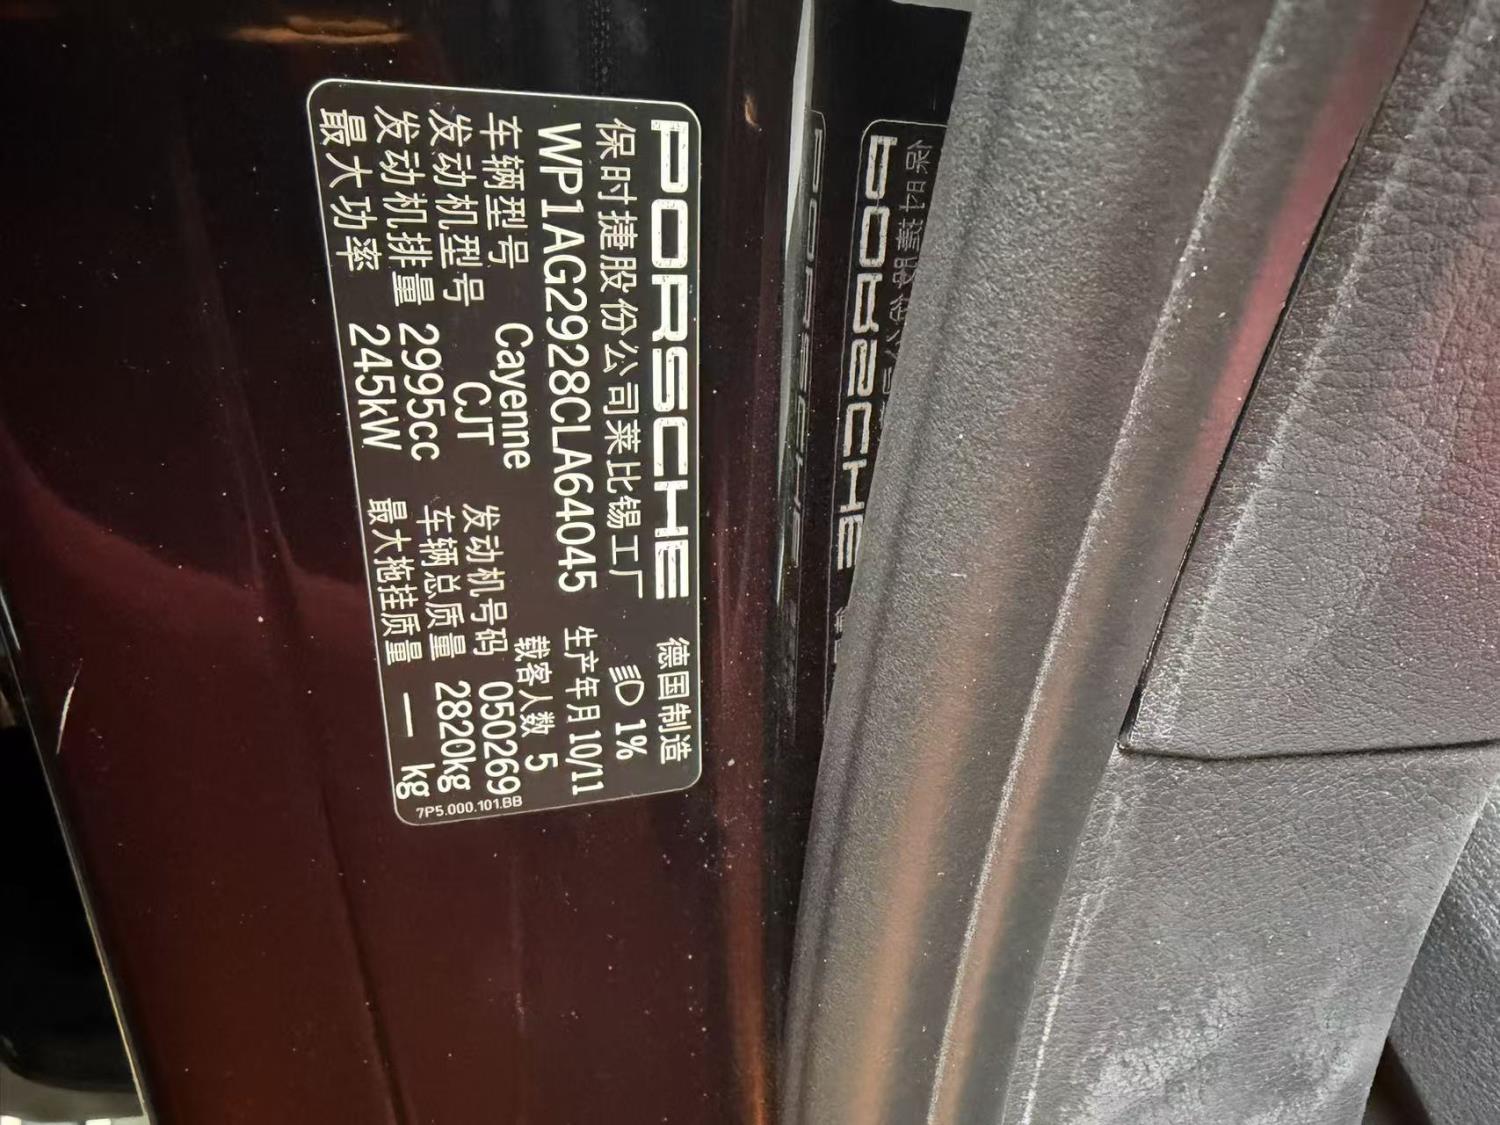 PORSCHE 德国制造
保时捷股份公司莱比锡工厂 1%
WP1AG2928CLA64045 生产年月 10/11
车辆型号 Cayenne 载客人数 5
发动机型号 CJT 发动机号码 050269
发动机排量 2995cc 车辆总质量 2820kg
最大功率 245kW 最大拖挂质量 — kg
7P5.000.101.BB